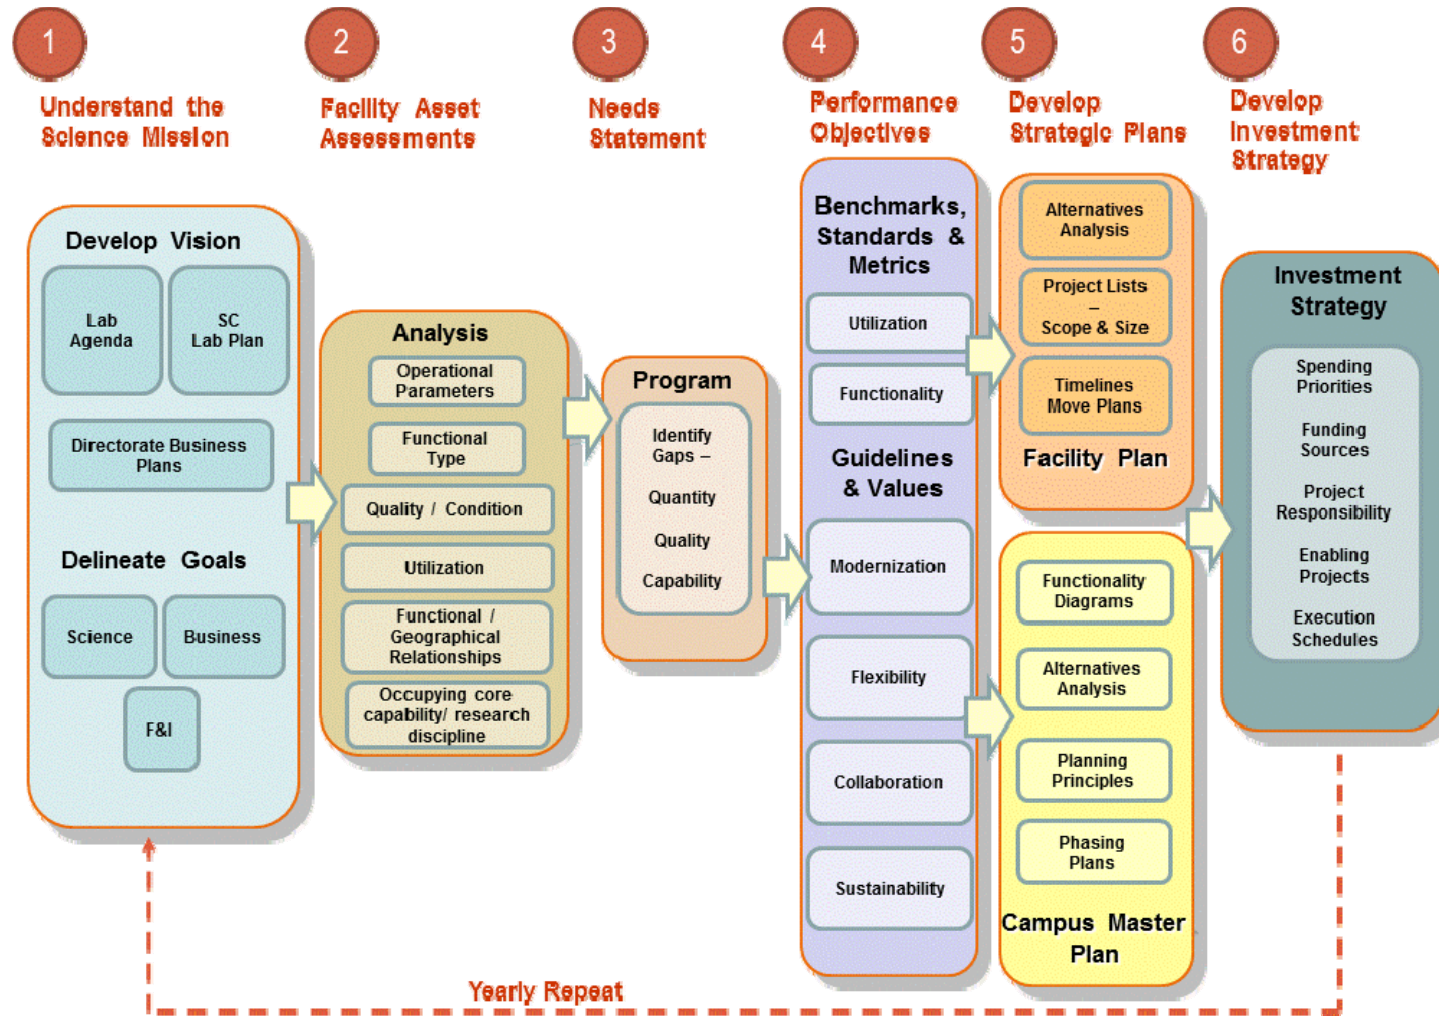 1
Understand the
Science Mission
Develop Vision
Lab
Agenda
SC
Lab Plan
Directorate Business
Plans
Delineate Goals
Science
Business
F&I
2
Facility Asset
Assessments
Analysis
Operational
Parameters
Functional
Type
Quality / Condition
Utilization
Functional /
Geographical
Relationships
Occupying core
capability/ research
discipline
3
Needs
Statement
Program
Identify
Gaps –
Quantity
Quality
Capability
4
Performance
Objectives
Benchmarks,
Standards &
Metrics
Utilization
Functionality
Guidelines
& Values
Modernization
Flexibility
Collaboration
Sustainability
5
Develop
Strategic Plans
Alternatives
Analysis
Project Lists
–
Scope & Size
Timelines
Move Plans
Facility Plan
Functionality
Diagrams
Alternatives
Analysis
Planning
Principles
Phasing
Plans
Campus Master
Plan
6
Develop
Investment
Strategy
Investment
Strategy
Spending
Priorities
Funding
Sources
Project
Responsibility
Enabling
Projects
Execution
Schedules
Yearly Repeat